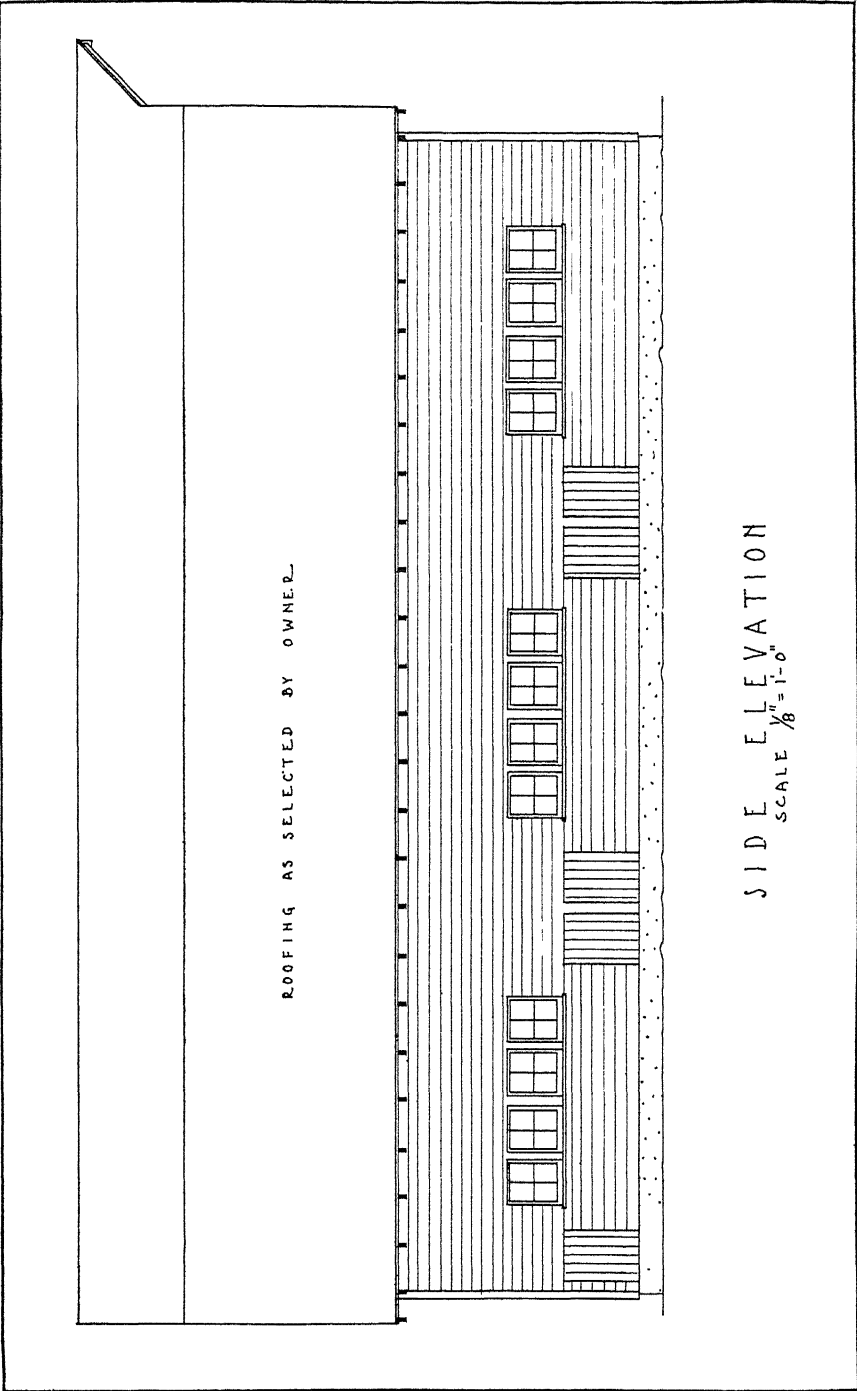 ROOFING AS SELECTED BY OWNER
SIDE ELEVATION
SCALE 1/8" = 1'-0"